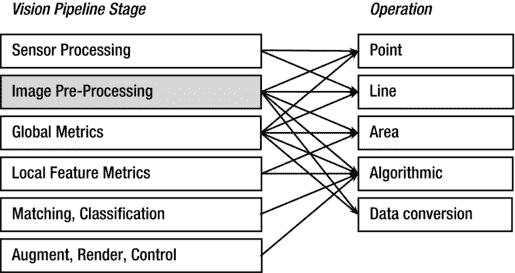 Vision Pipeline Stage
Operation
Sensor Processing
Point
Image Pre-Processing
Line
Global Metrics
Area
Local Feature Metrics
Algorithmic
Matching, Classification
Data conversion
Augment, Render, Control